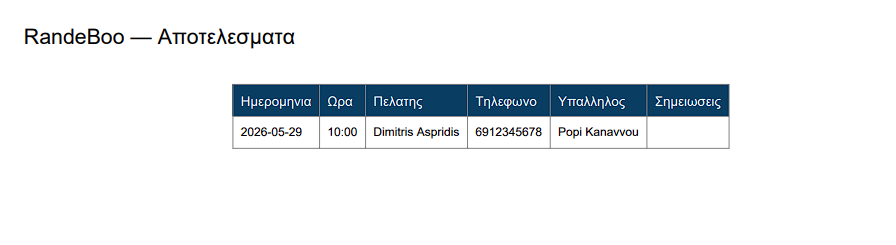 RandeBoo — Αποτελεσματα
Ημερομηνια Ωρα Πελατης Τηλεφωνο Υπαλληλος Σημειωσεις
2026-05-29 10:00 Dimitris Aspridis 6912345678 Popi Kanavvou